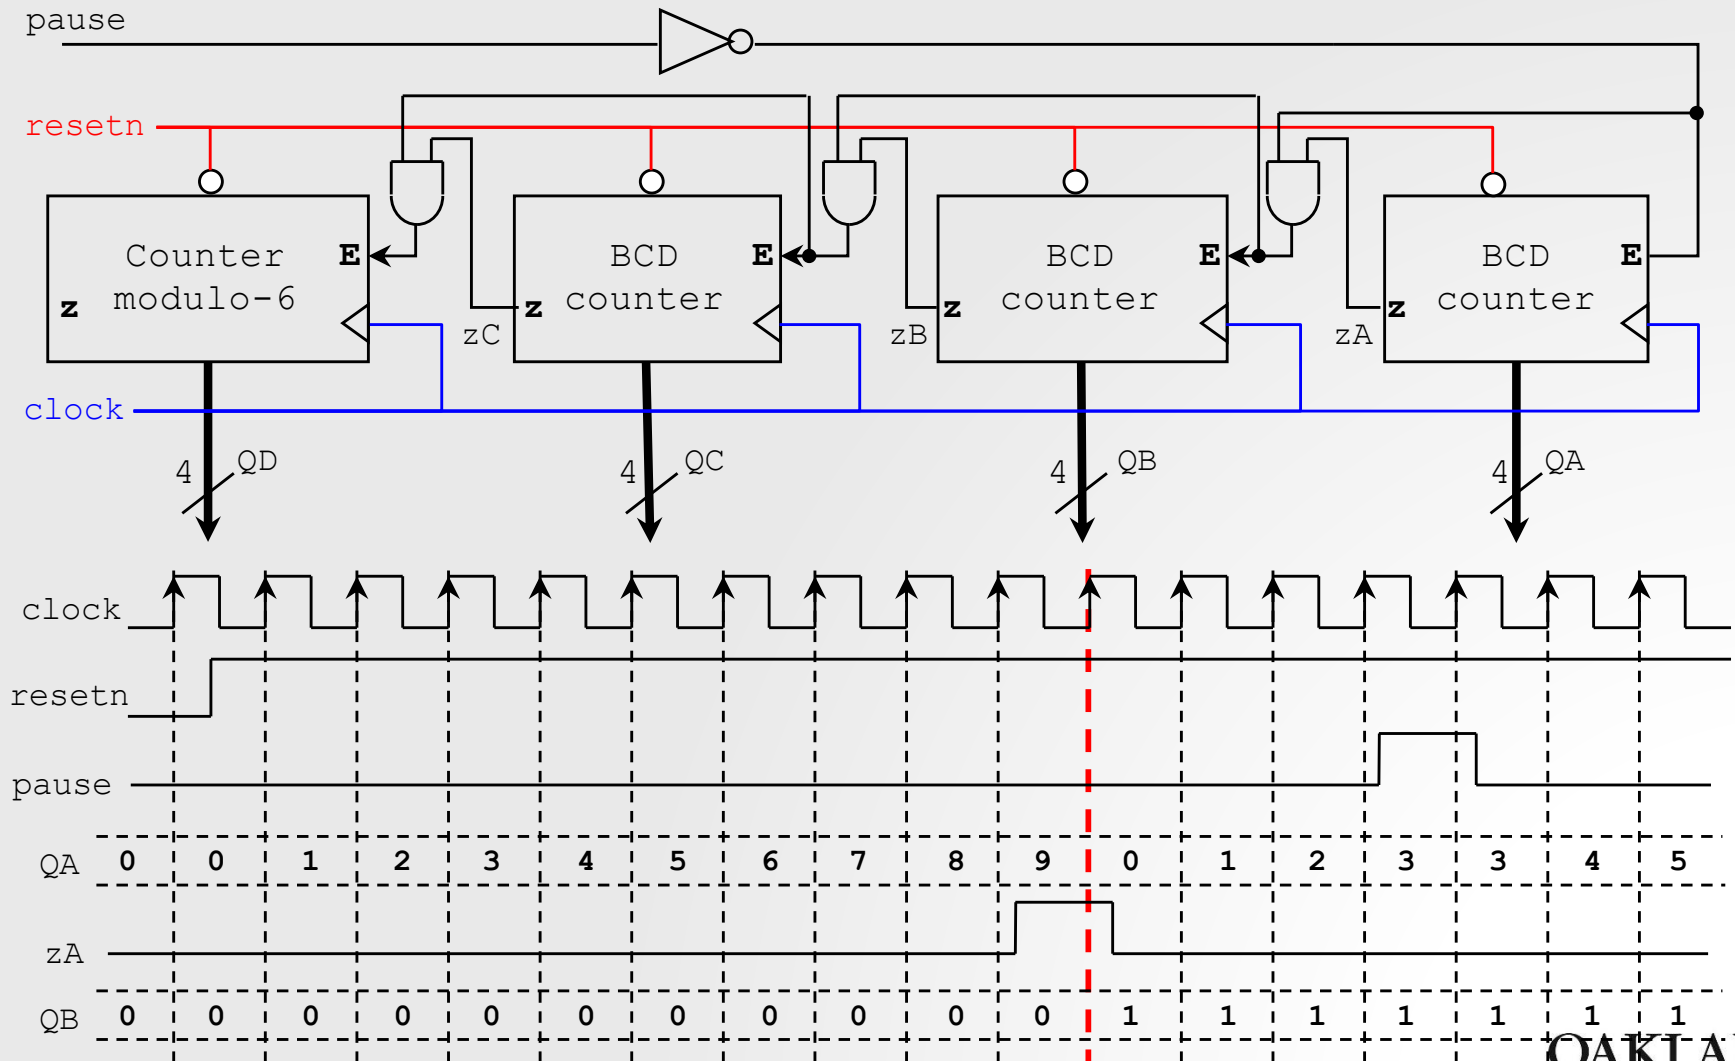 pause
resetn
Counter modulo-6
E
z
zC
BCD counter
E
z
zB
BCD counter
E
z
zA
BCD counter
E
z
clock
4 QD
4 QC
4 QB
4 QA
clock
resetn
pause
QA 0 0 1 2 3 4 5 6 7 8 9 0 1 2 3 3 4 5
zA
QB 0 0 0 0 0 0 0 0 0 0 0 1 1 1 1 1 1 1